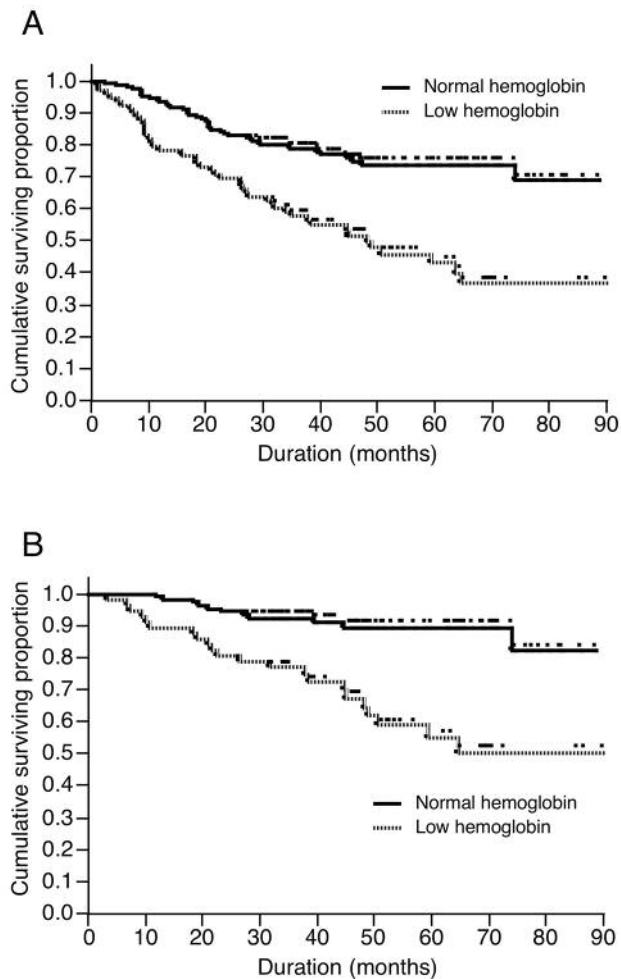 A
Cumulative surviving proportion
1.0
0.9
0.8
0.7
0.6
0.5
0.4
0.3
0.2
0.1
0.0
Normal hemoglobin
Low hemoglobin
0 10 20 30 40 50 60 70 80 90
Duration (months)
B
Cumulative surviving proportion
1.0
0.9
0.8
0.7
0.6
0.5
0.4
0.3
0.2
0.1
0.0
Normal hemoglobin
Low hemoglobin
0 10 20 30 40 50 60 70 80 90
Duration (months)